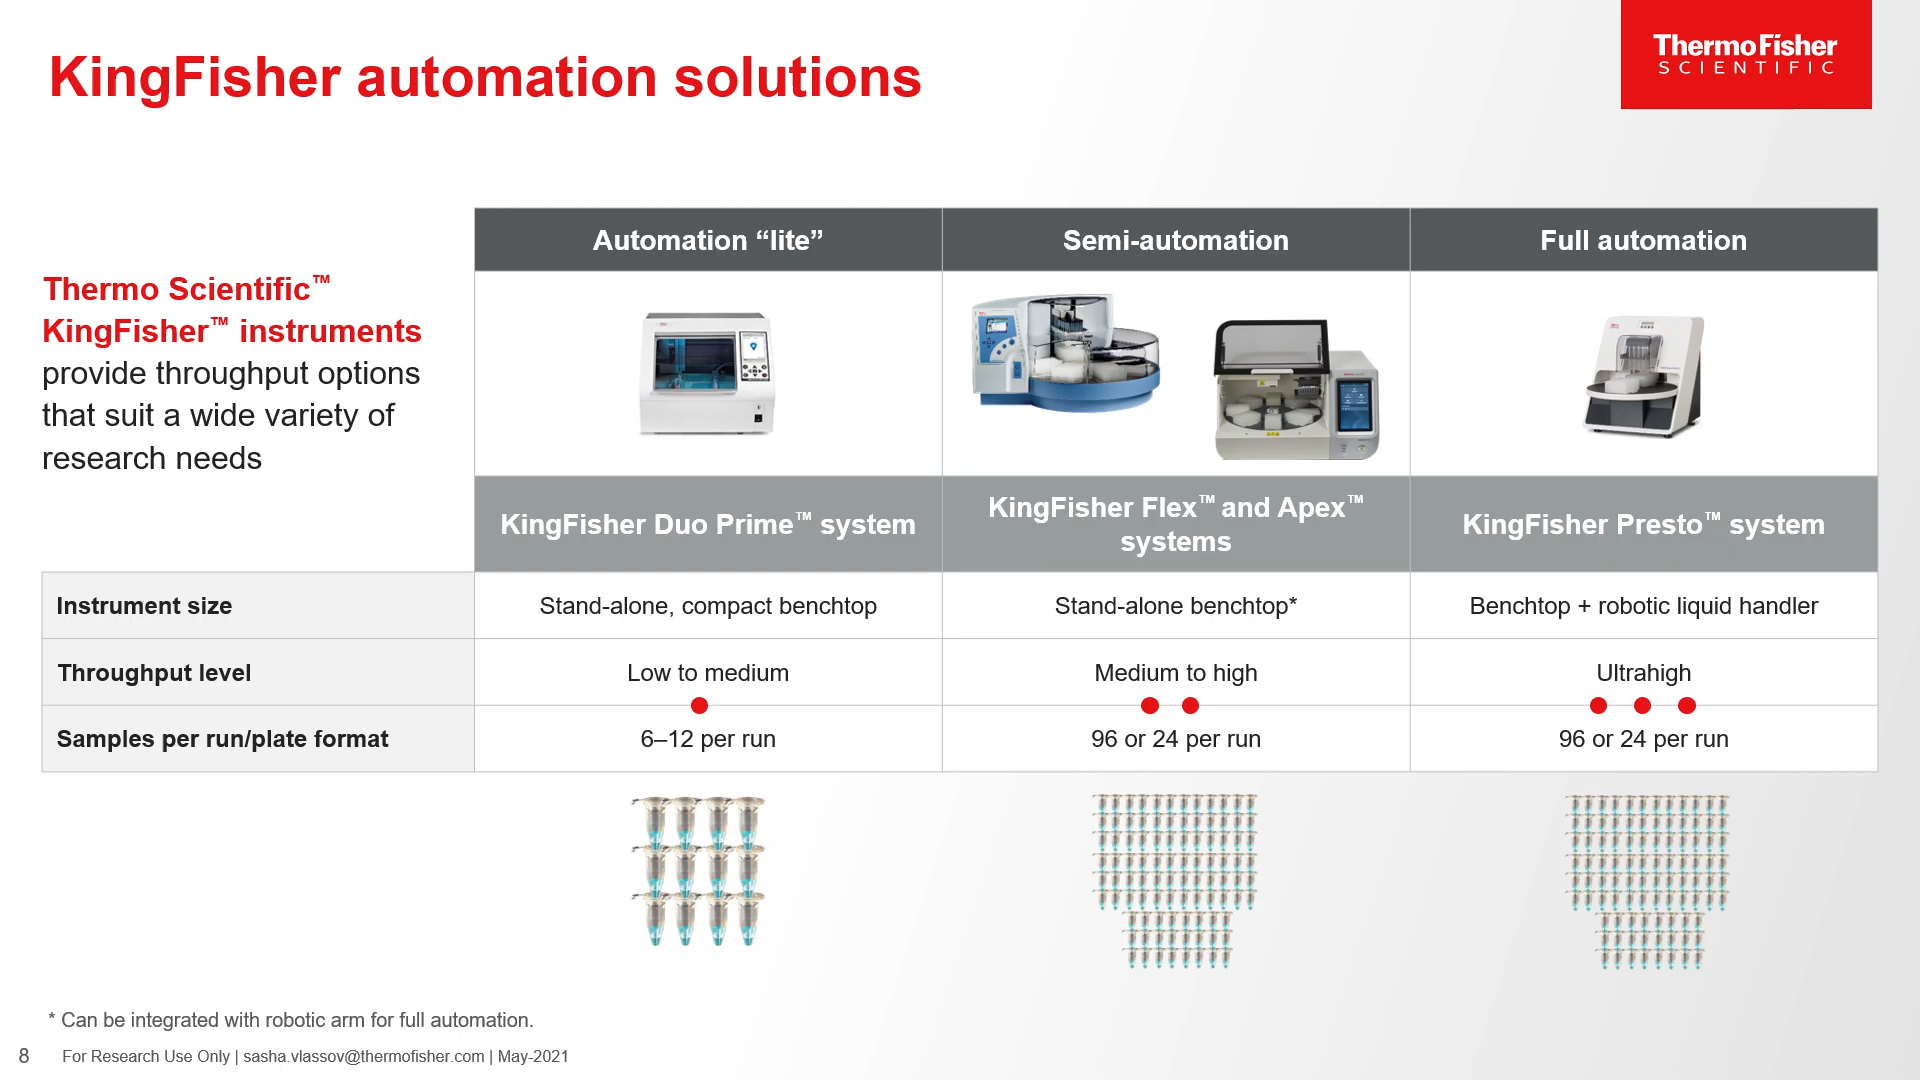 KingFisher automation solutions
ThermoFisher
SCIENTIFIC
Thermo Scientific™
KingFisher™ instruments
provide throughput options
that suit a wide variety of
research needs
Automation “lite”
Semi-automation
Full automation
KingFisher Duo Prime™ system
KingFisher Flex™ and Apex™
systems
KingFisher Presto™ system
Instrument size
Stand-alone, compact benchtop
Stand-alone benchtop*
Benchtop + robotic liquid handler
Throughput level
Low to medium
Medium to high
Ultrahigh
Samples per run/plate format
6–12 per run
96 or 24 per run
96 or 24 per run
* Can be integrated with robotic arm for full automation.
8
For Research Use Only | sasha.vlassov@thermofisher.com | May-2021